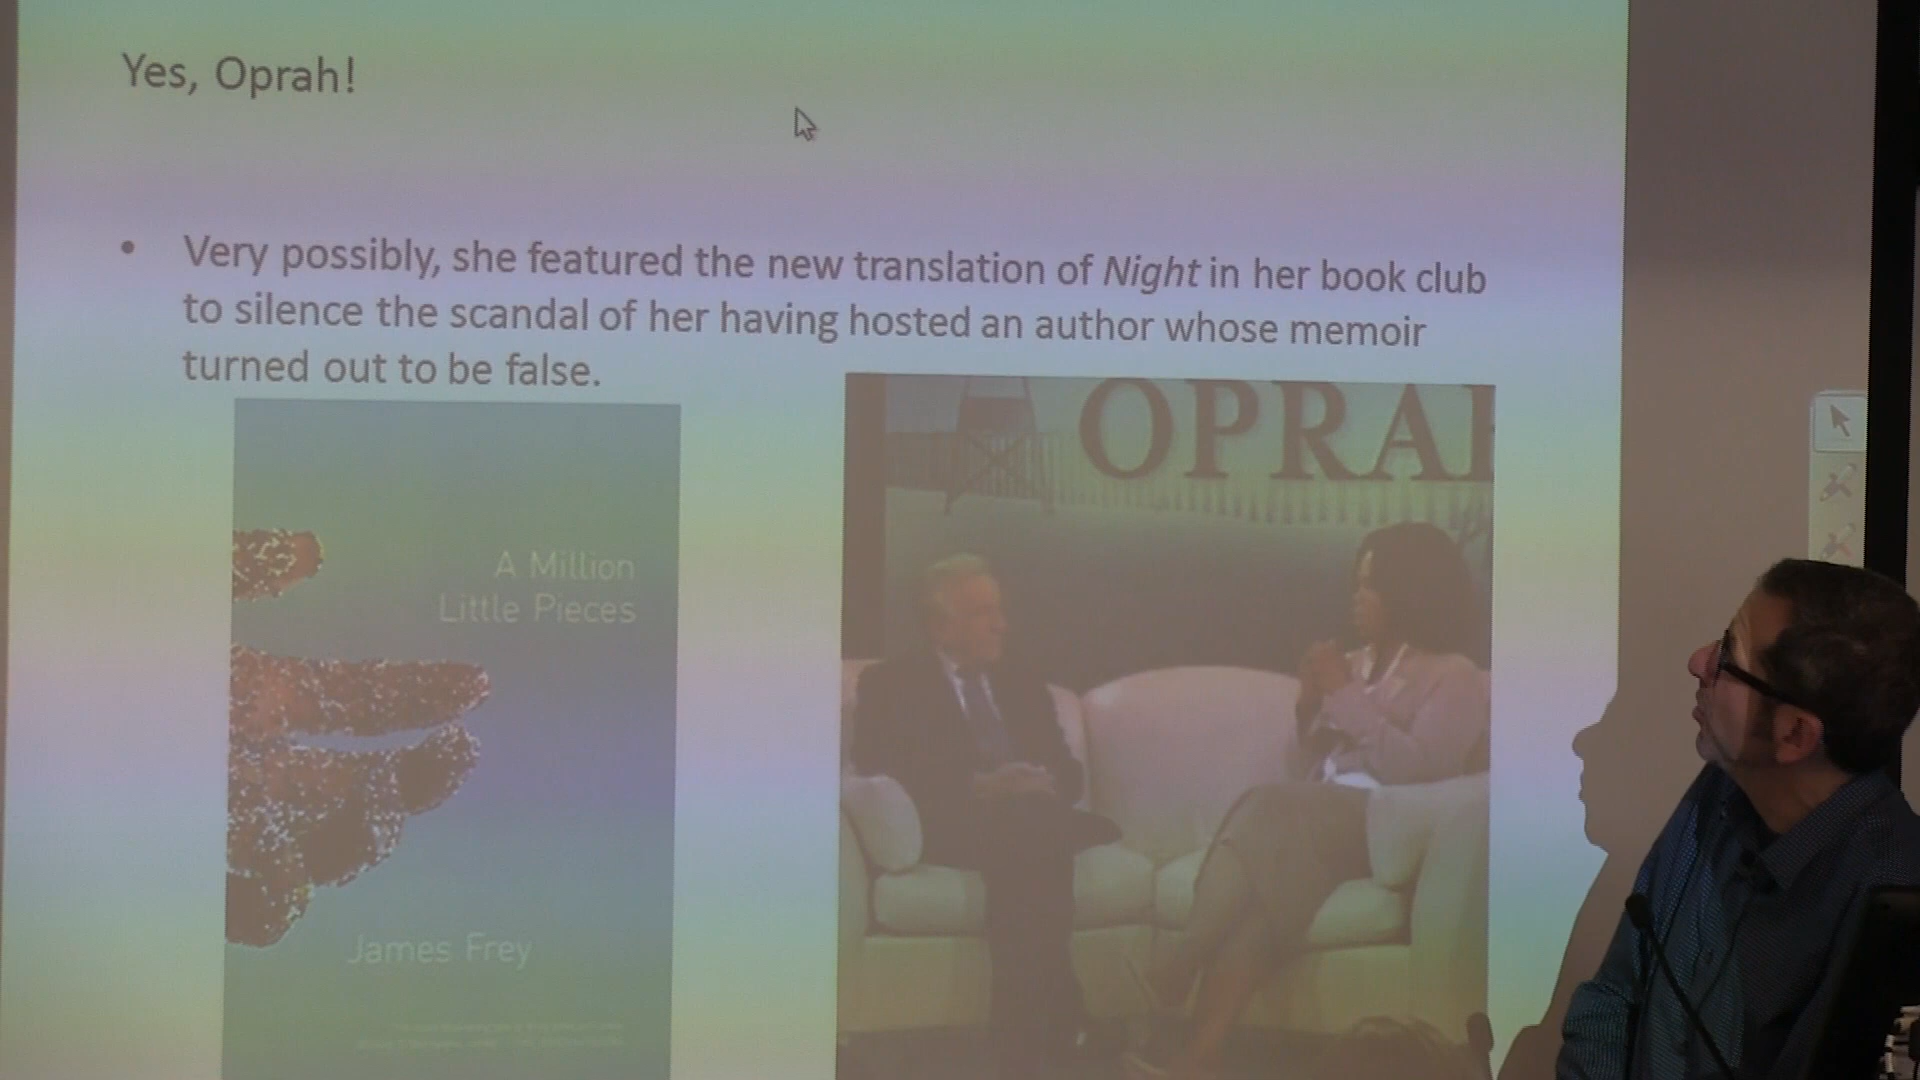 Yes, Oprah!
• Very possibly, she featured the new translation of Night in her book club
to silence the scandal of her having hosted an author whose memoir
turned out to be false.
OPRAH
A Million
Little Pieces
James Frey